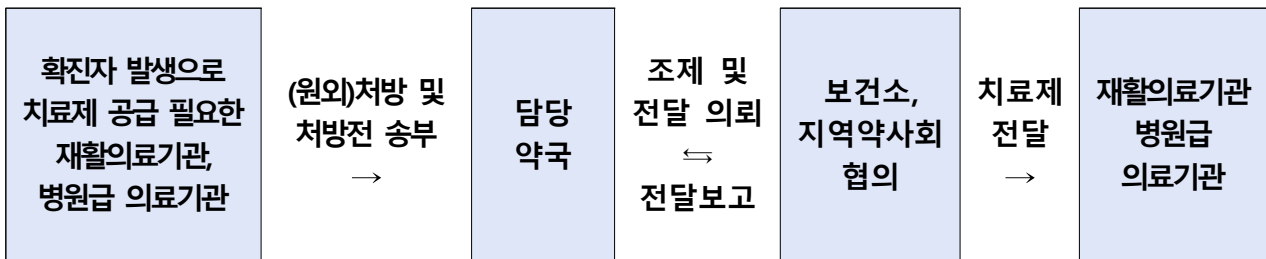 확진자 발생으로
치료제 공급 필요한
재활의료기관,
병원급 의료기관
(원외)처방 및
처방전 송부
→
담당
약국
조제 및
전달 의뢰
⇆
전달보고
보건소,
지역약사회
협의
치료제
전달
→
재활의료기관
병원급
의료기관